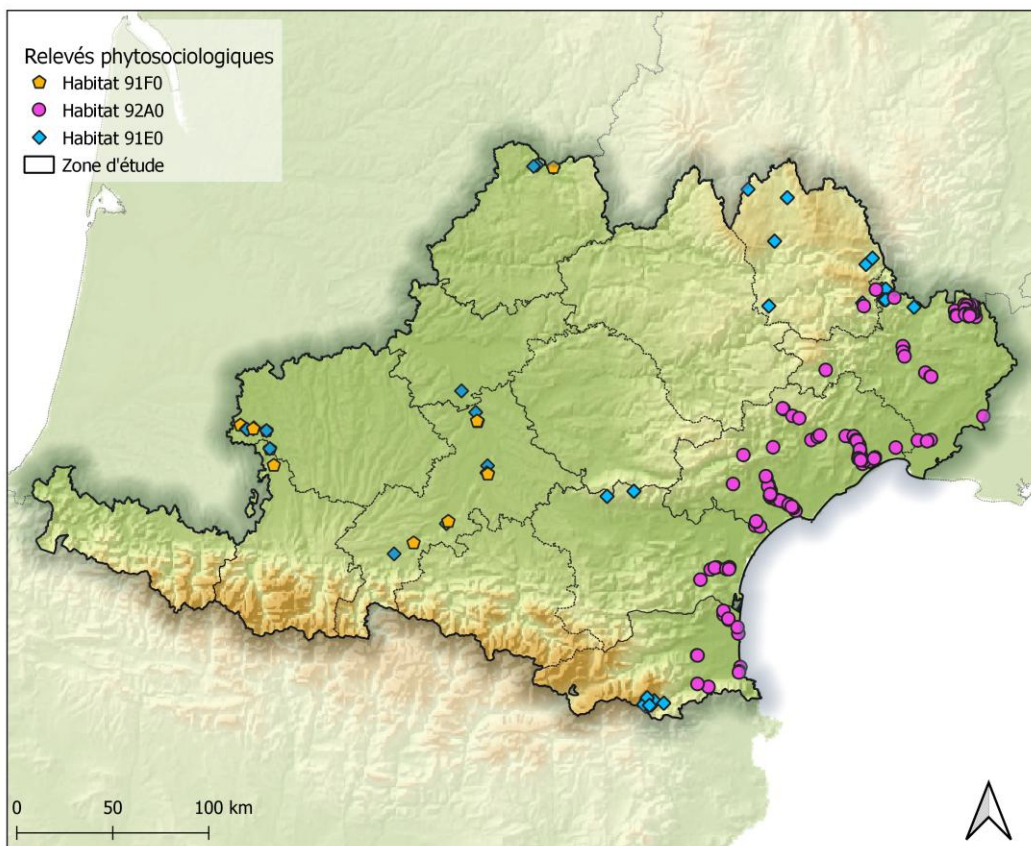 Relevés phytosociologiques
Habitat 91F0
Habitat 92A0
Habitat 91E0
Zone d'étude
0 50 100 km